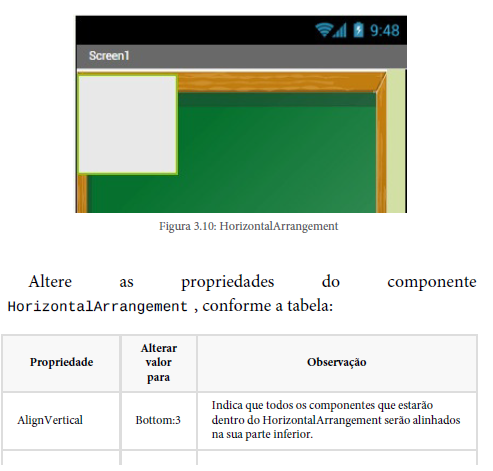 9:48
Screen1
Figura 3.10: HorizontalArrangement
Altere as propriedades do componente
HorizontalArrangement , conforme a tabela:
Propriedade
Alterar
valor
para
Observação
AlignVertical
Bottom:3
Indica que todos os componentes que estarão
dentro do HorizontalArrangement serão alinhados
na sua parte inferior.